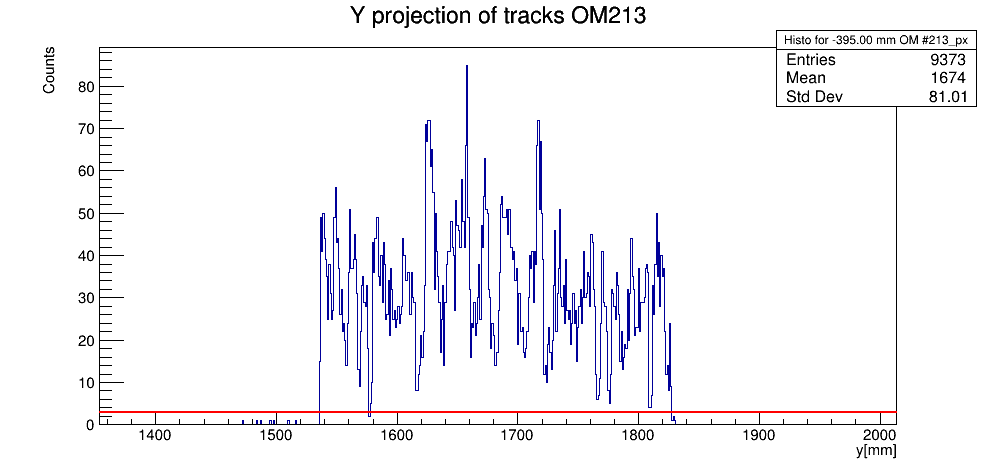 Y projection of tracks OM213
Histo for -395.00 mm OM #213_px
Entries 9373
Mean 1674
Std Dev 81.01
Counts
80
70
60
50
40
30
20
10
0
1400 1500 1600 1700 1800 1900 2000
y[mm]